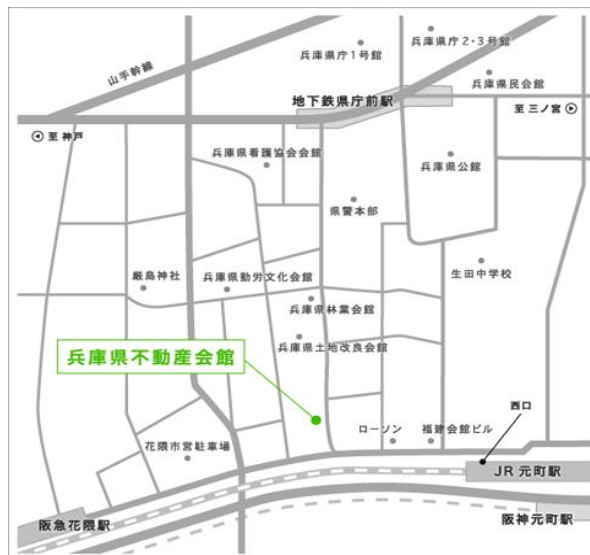 兵庫県庁2・3号館
兵庫県庁1号館
山手幹線
兵庫県民会館
地下鉄県庁前駅
至 三ノ宮
至 神戸
兵庫県看護協会会館
兵庫県公館
県警本部
生田中学校
厳島神社
兵庫県動労文化会館
兵庫県林業会館
兵庫県土地改良会館
兵庫県不動産会館
西口
ローソン
福建会館ビル
花隈市営駐車場
JR 元町駅
阪神元町駅
阪急花隈駅